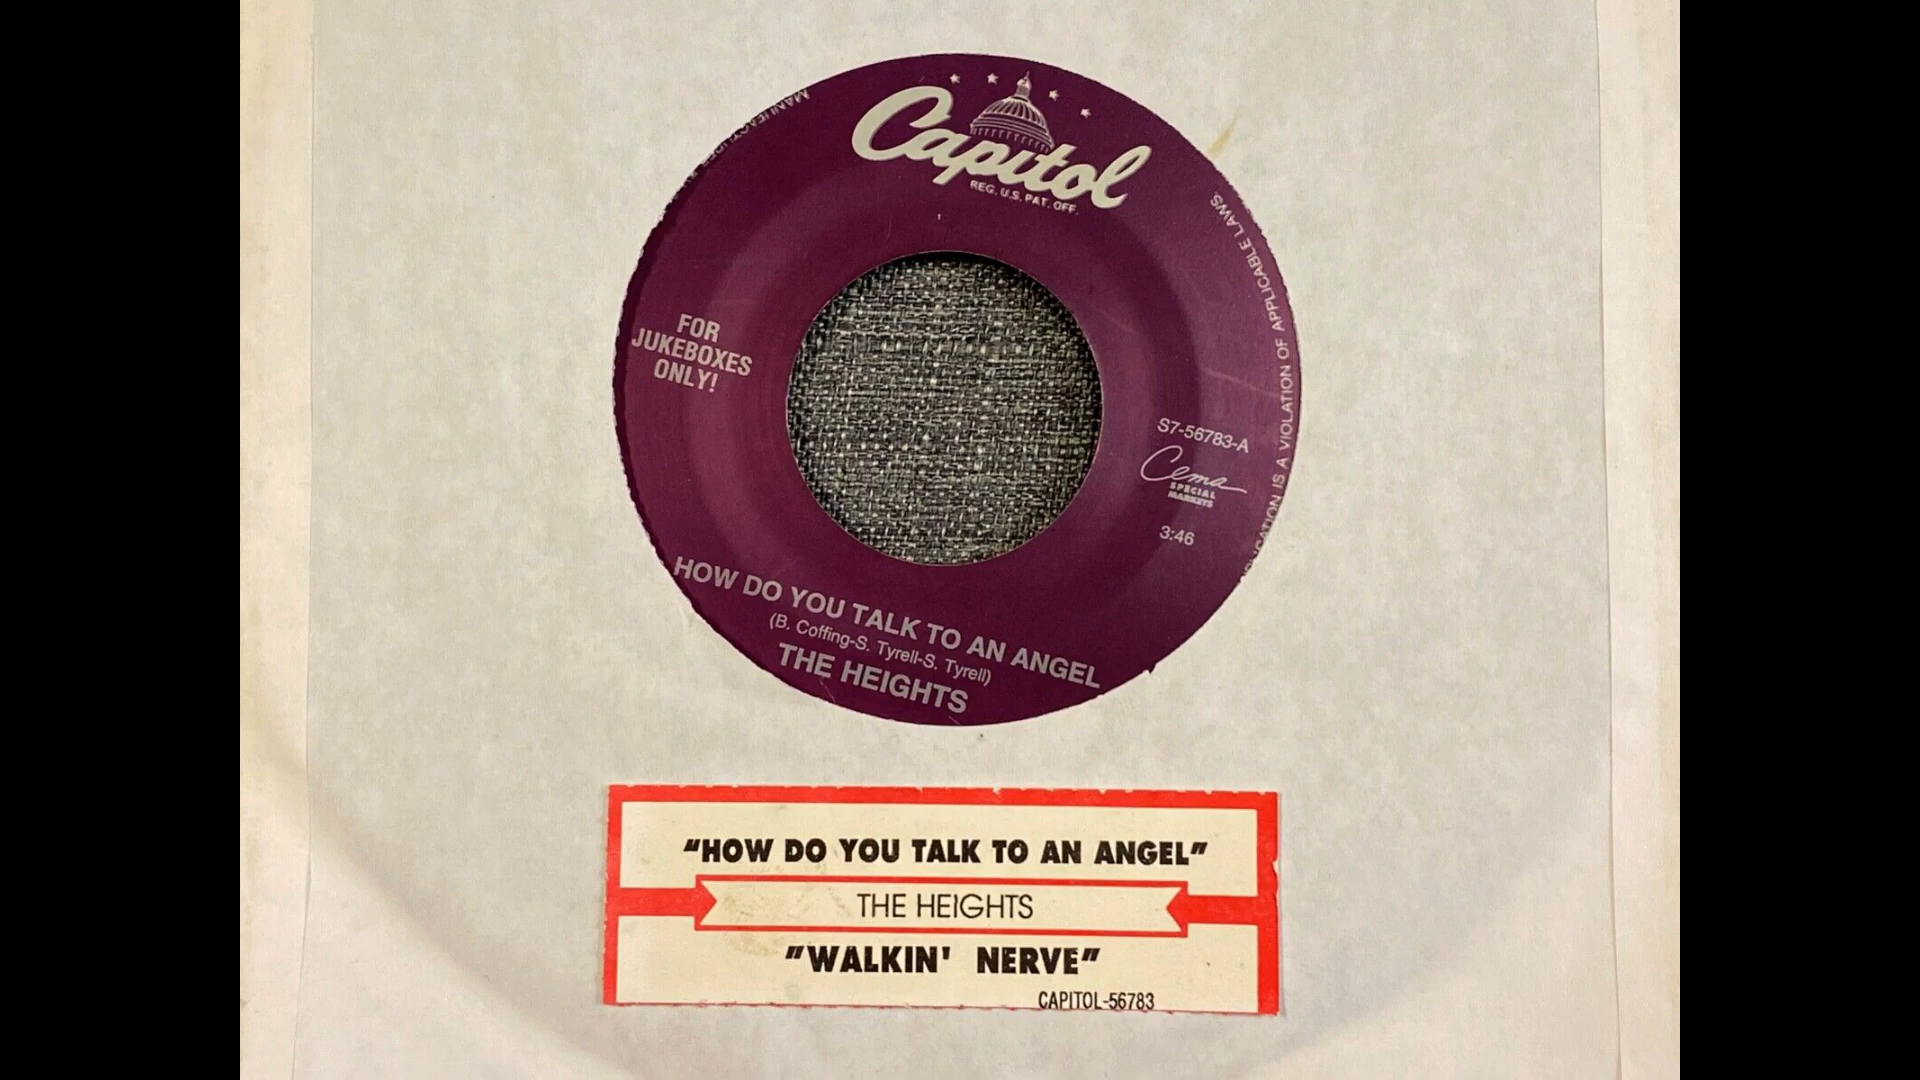 Capitol
REG. U.S. PAT. OFF.
FOR
JUKEBOXES
ONLY!
S7-56783-A
Cema
SPECIAL
MARKETS
3:46
IS A VIOLATION OF APPLICABLE LAWS.
HOW DO YOU TALK TO AN ANGEL
(B. Coffing-S. Tyrell-S. Tyrell)
THE HEIGHTS
"HOW DO YOU TALK TO AN ANGEL"
THE HEIGHTS
"WALKIN' NERVE"
CAPITOL-56783